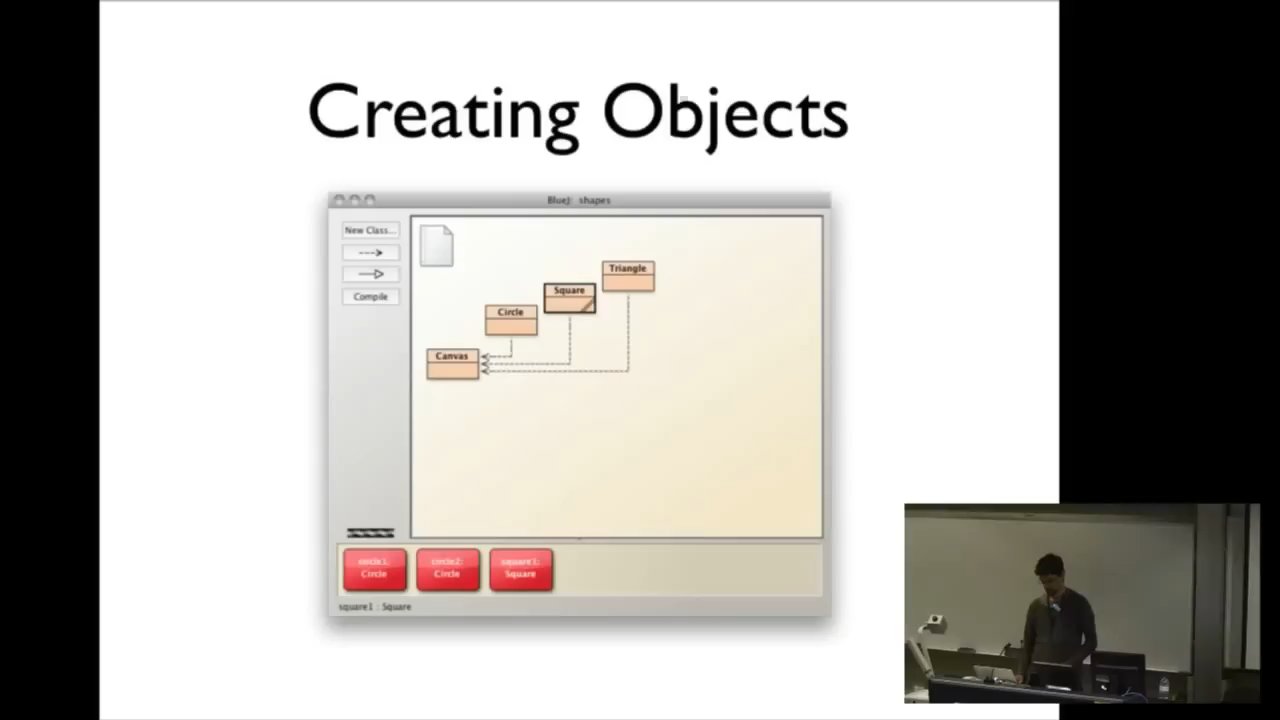 Creating Objects
BlueJ: shapes
New Class...
Compile
Triangle
Square
Circle
Canvas
circle1:
Circle
circle2:
Circle
square1:
Square
square1 : Square